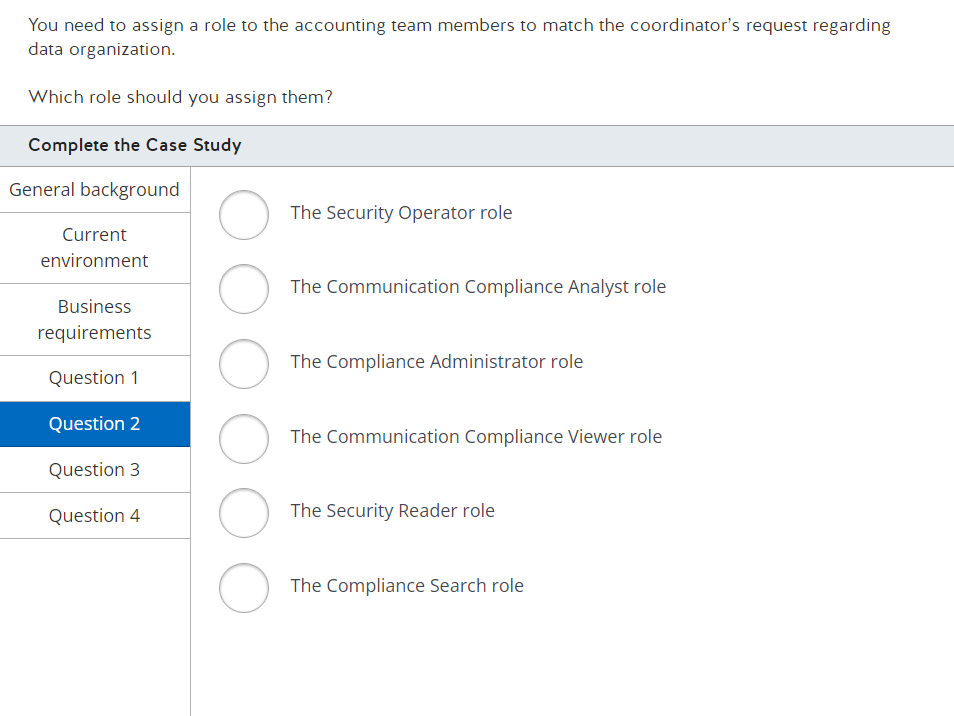 You need to assign a role to the accounting team members to match the coordinator's request regarding
data organization.
Which role should you assign them?
Complete the Case Study
General background
Current
environment
Business
requirements
Question 1
Question 2
Question 3
Question 4
The Security Operator role
The Communication Compliance Analyst role
The Compliance Administrator role
The Communication Compliance Viewer role
The Security Reader role
The Compliance Search role